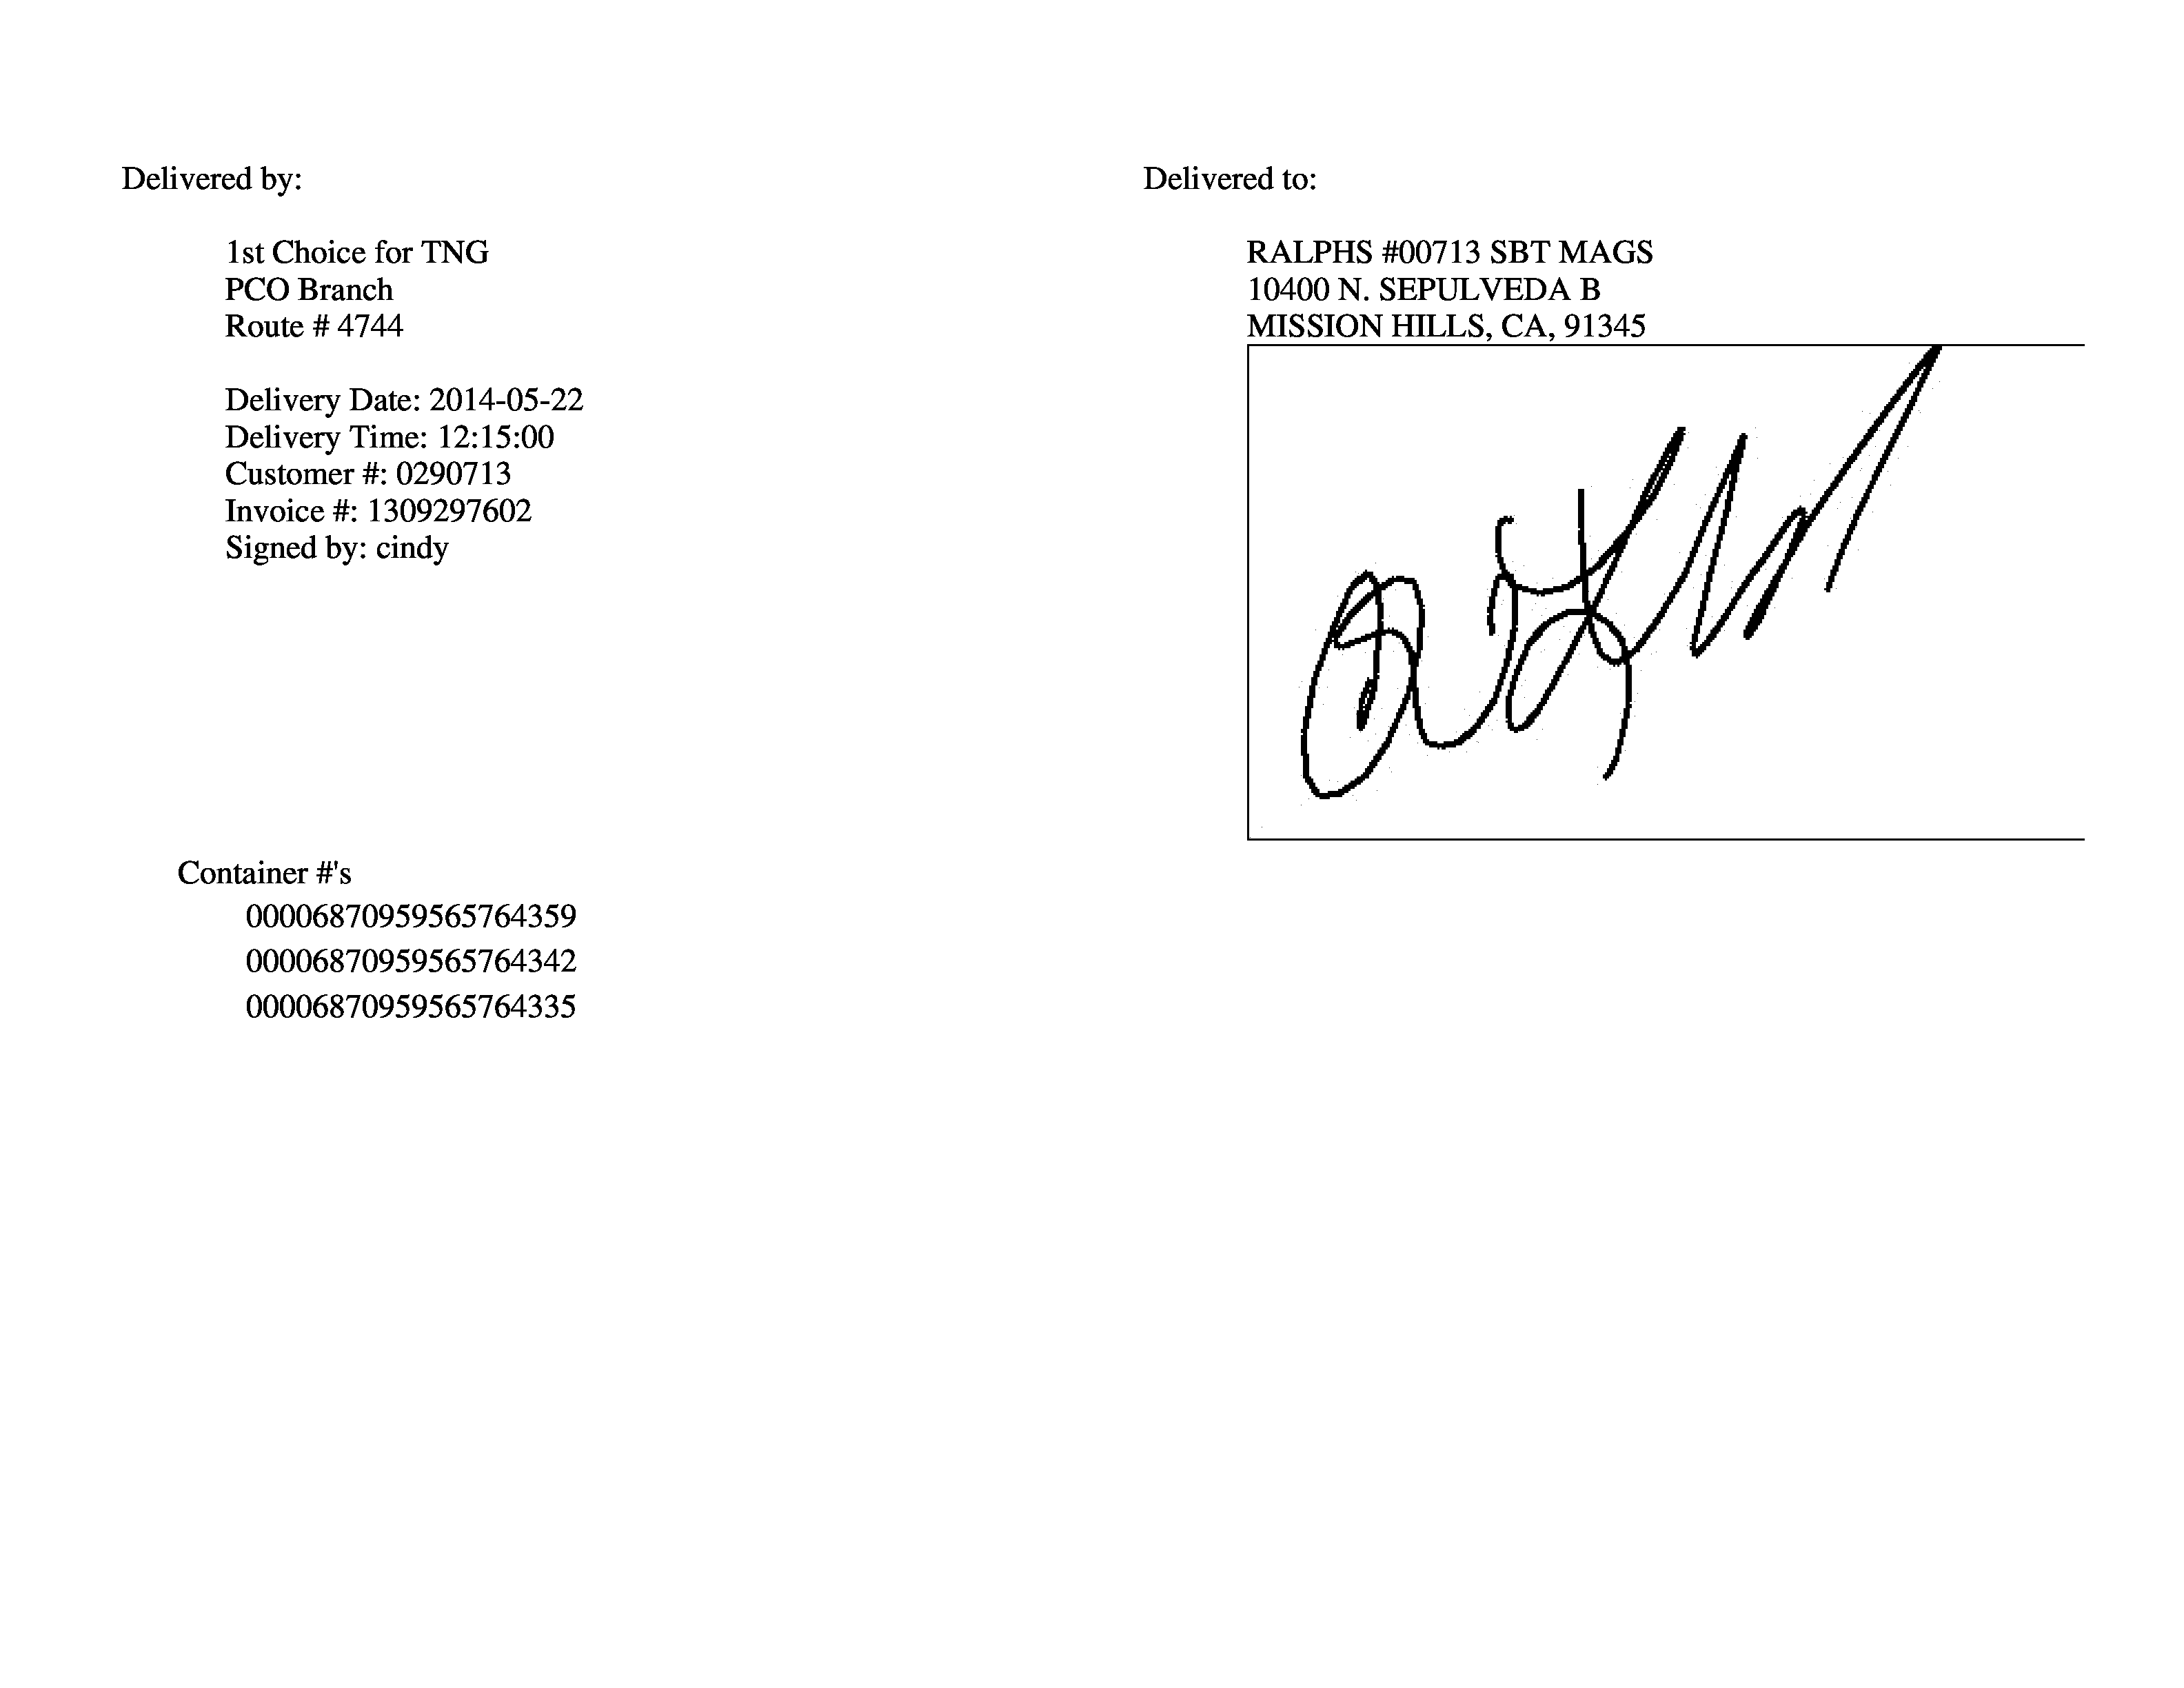 Delivered by:
1st Choice for TNG
PCO Branch
Route # 4744
Delivery Date: 2014-05-22
Delivery Time: 12:15:00
Customer #: 0290713
Invoice #: 1309297602
Signed by: cindy
Delivered to:
RALPHS #00713 SBT MAGS
10400 N. SEPULVEDA B
MISSION HILLS, CA, 91345
Container #'s
00006870959565764359
00006870959565764342
00006870959565764335